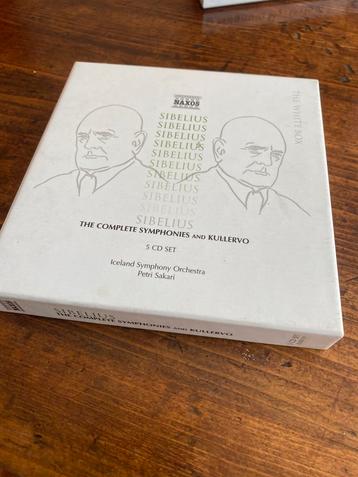 NAXOS
THE WHITE BOX
SIBELIUS
SIBELIUS
SIBELIUS
SIBELIUS
SIBELIUS
SIBELIUS
SIBELIUS
SIBELIUS
SIBELIUS
SIBELIUS
THE COMPLETE SYMPHONIES AND KULLERVO
5 CD SET
Iceland Symphony Orchestra
Petri Sakari
NAXOS
SIBELIUS
THE COMPLETE SYMPHONIES AND KULLERVO